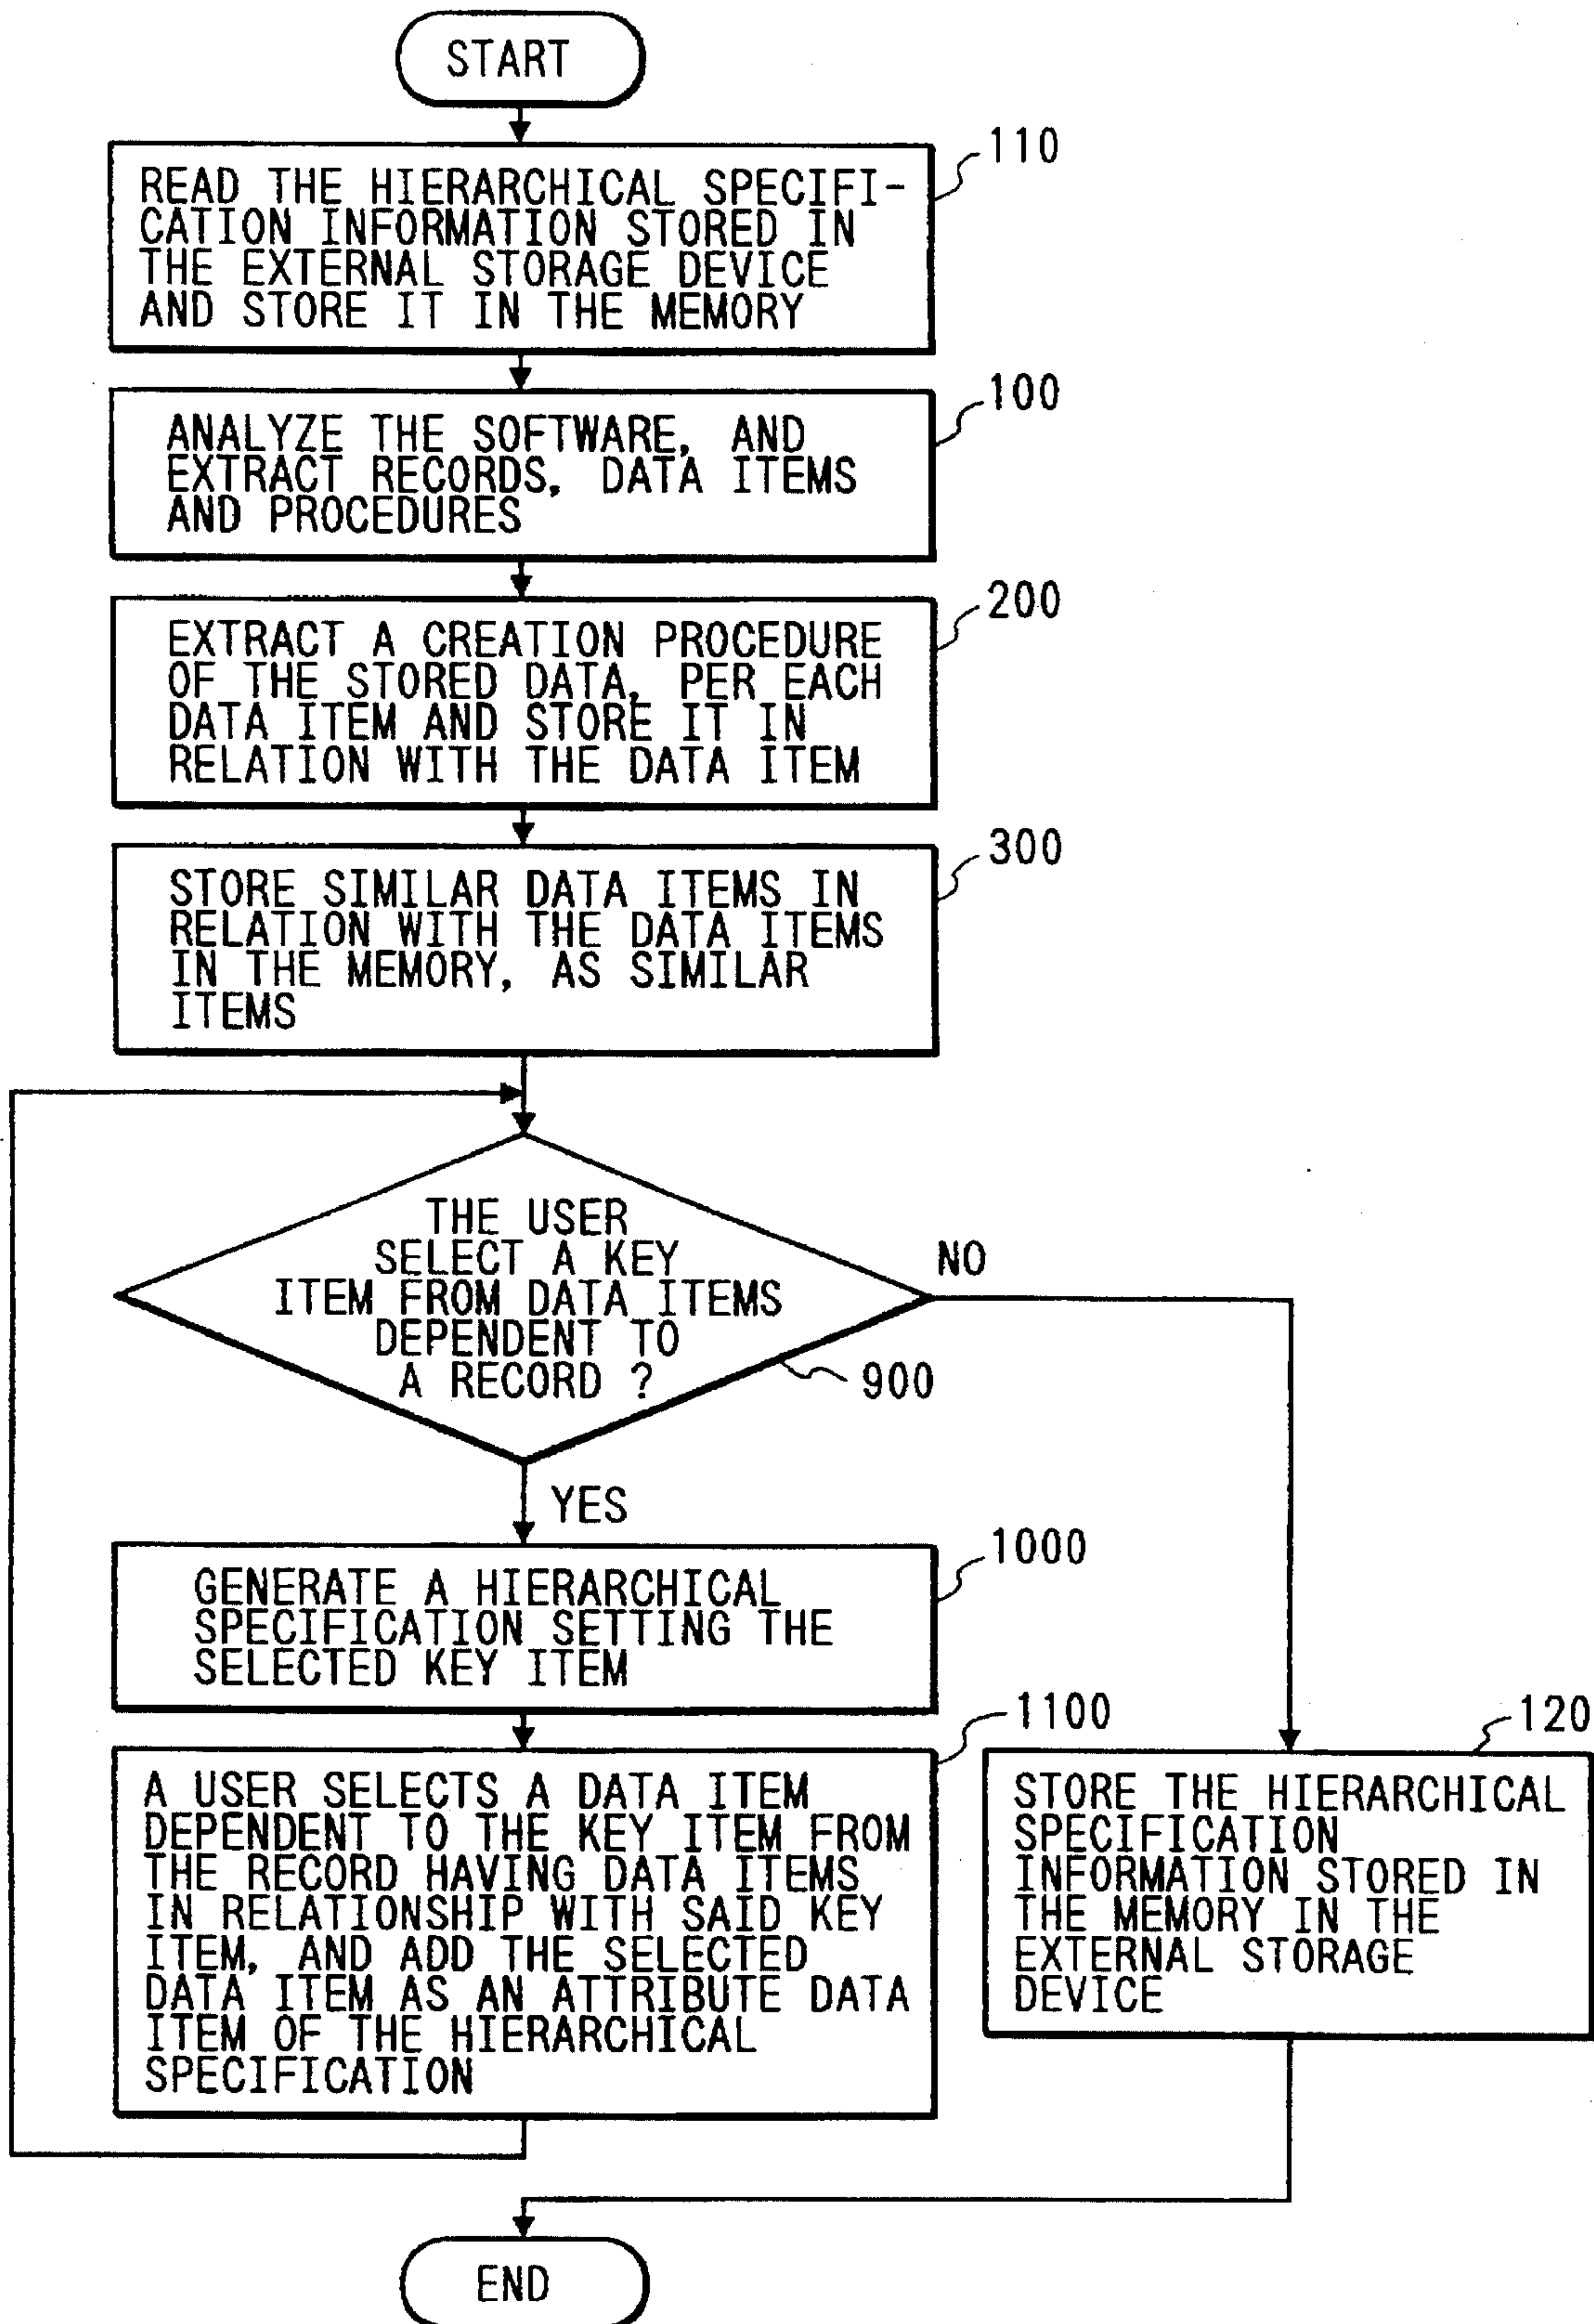 START
110
READ THE HIERARCHICAL SPECIFI-
CATION INFORMATION STORED IN
THE EXTERNAL STORAGE DEVICE
AND STORE IT IN THE MEMORY
100
ANALYZE THE SOFTWARE, AND
EXTRACT RECORDS, DATA ITEMS
AND PROCEDURES
200
EXTRACT A CREATION PROCEDURE
OF THE STORED DATA, PER EACH
DATA ITEM AND STORE IT IN
RELATION WITH THE DATA ITEM
300
STORE SIMILAR DATA ITEMS IN
RELATION WITH THE DATA ITEMS
IN THE MEMORY, AS SIMILAR
ITEMS
THE USER
SELECT A KEY
ITEM FROM DATA ITEMS
DEPENDENT TO
A RECORD ?
NO
900
YES
1000
GENERATE A HIERARCHICAL
SPECIFICATION SETTING THE
SELECTED KEY ITEM
1100
A USER SELECTS A DATA ITEM
DEPENDENT TO THE KEY ITEM FROM
THE RECORD HAVING DATA ITEMS
IN RELATIONSHIP WITH SAID KEY
ITEM, AND ADD THE SELECTED
DATA ITEM AS AN ATTRIBUTE DATA
ITEM OF THE HIERARCHICAL
SPECIFICATION
120
STORE THE HIERARCHICAL
SPECIFICATION
INFORMATION STORED IN
THE MEMORY IN THE
EXTERNAL STORAGE
DEVICE
END